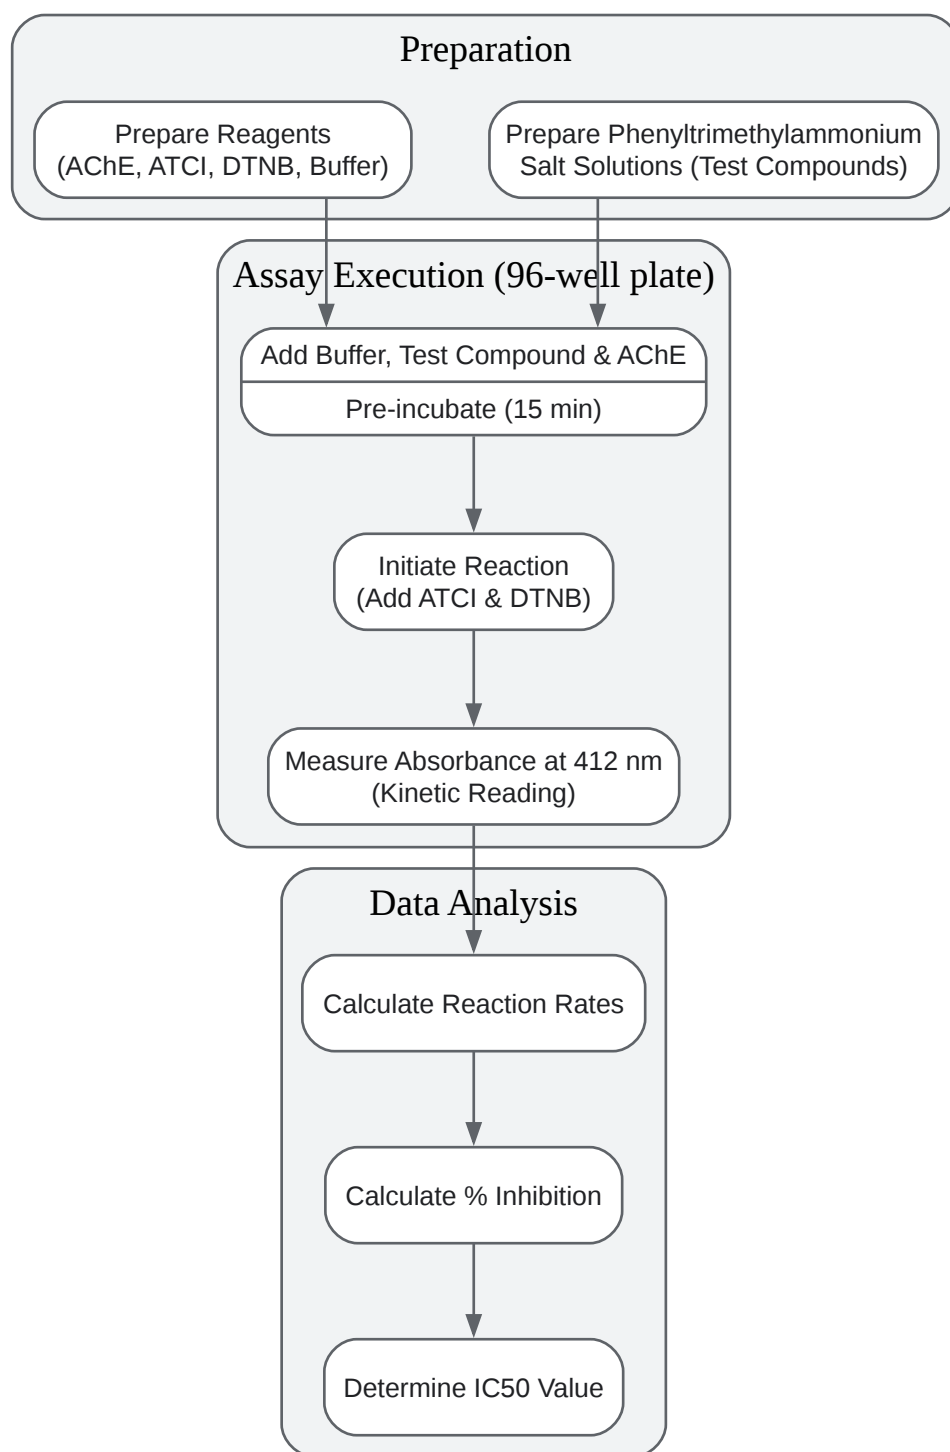 Preparation
Prepare Reagents
(AChE, ATCI, DTNB, Buffer)
Prepare Phenyltrimethylammonium
Salt Solutions (Test Compounds)
Assay Execution (96-well plate)
Add Buffer, Test Compound & AChE
Pre-incubate (15 min)
Initiate Reaction
(Add ATCI & DTNB)
Measure Absorbance at 412 nm
(Kinetic Reading)
Data Analysis
Calculate Reaction Rates
Calculate % Inhibition
Determine IC50 Value